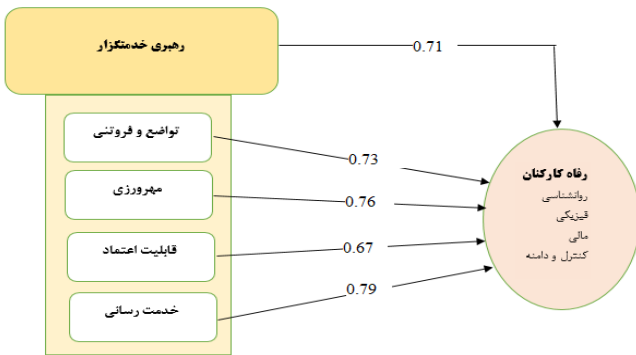 رهبری خدمتگزار
0.71
تواضع و فروتنی
0.73
مهرورزی
0.76
قابلیت اعتماد
0.67
خدمت رسانی
0.79
رفاه کارکنان
روانشناسی
قیزیکی
مالی
کنترل و دامنه